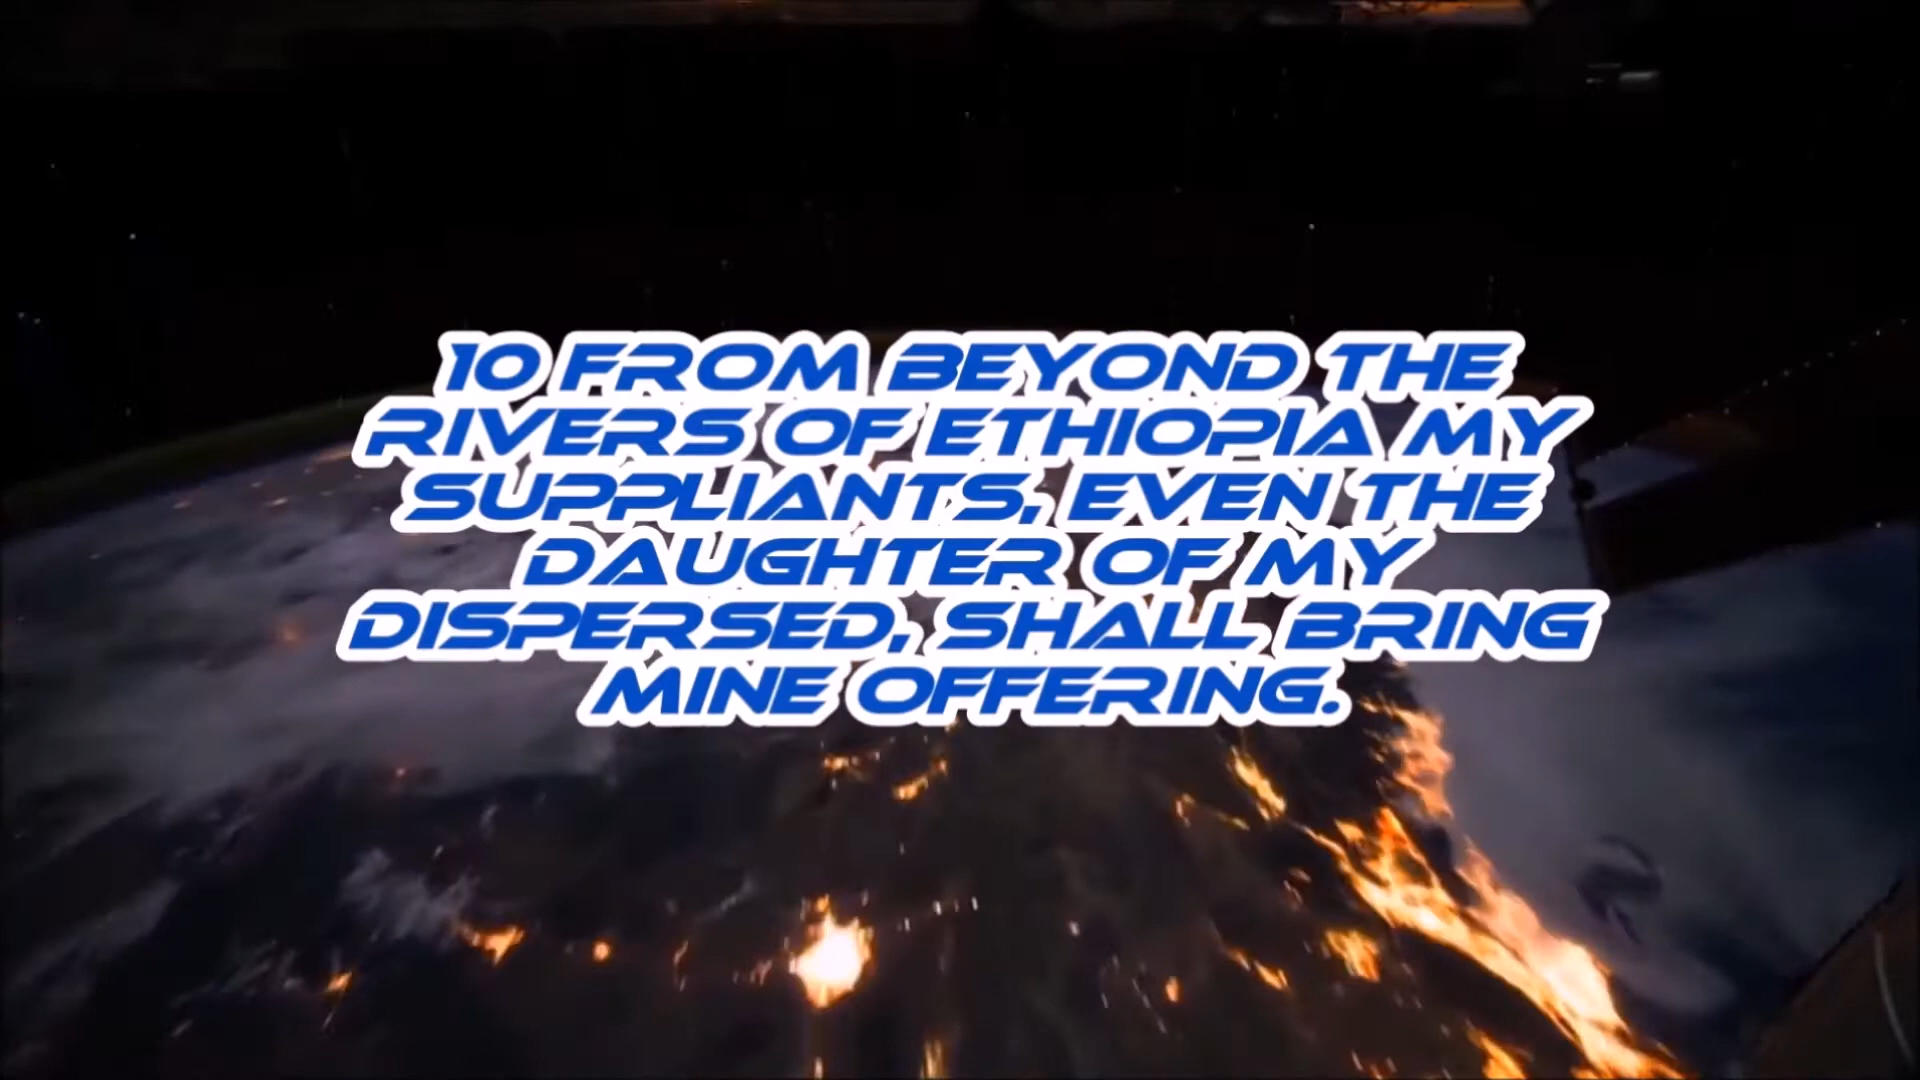 10 FROM BEYOND THE
RIVERS OF ETHIOPIA MY
SUPPLIANTS, EVEN THE
DAUGHTER OF MY
DISPERSED, SHALL BRING
MINE OFFERING.